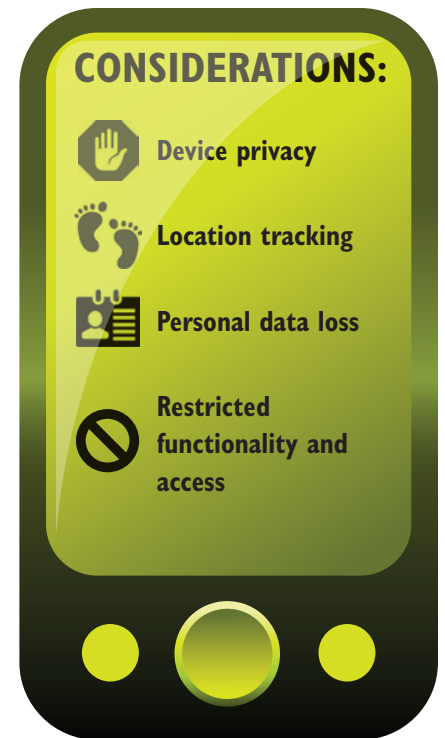 CONSIDERATIONS:
Device privacy
Location tracking
Personal data loss
Restricted
functionality and
access